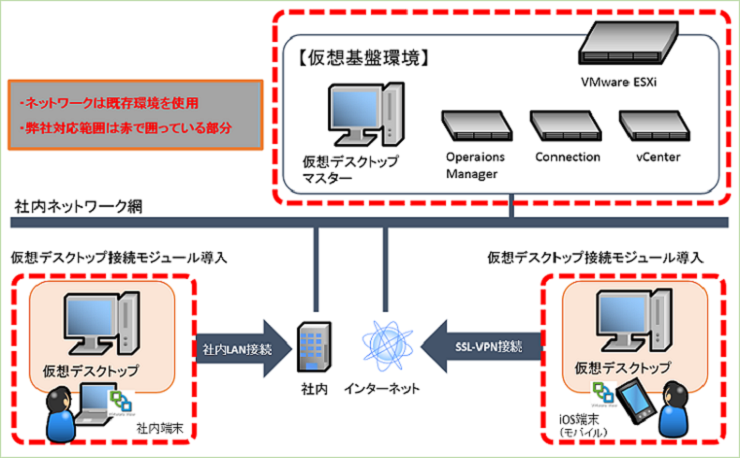 【仮想基盤環境】
VMware ESXi
・ネットワークは既存環境を使用
・弊社対応範囲は赤で囲っている部分
仮想デスクトップ
マスター
Operaions
Manager
Connection
vCenter
社内ネットワーク網
仮想デスクトップ接続モジュール導入
仮想デスクトップ接続モジュール導入
仮想デスクトップ
社内LAN接続
社内
インターネット
SSL-VPN接続
仮想デスクトップ
社内端末
iOS端末
(モバイル)